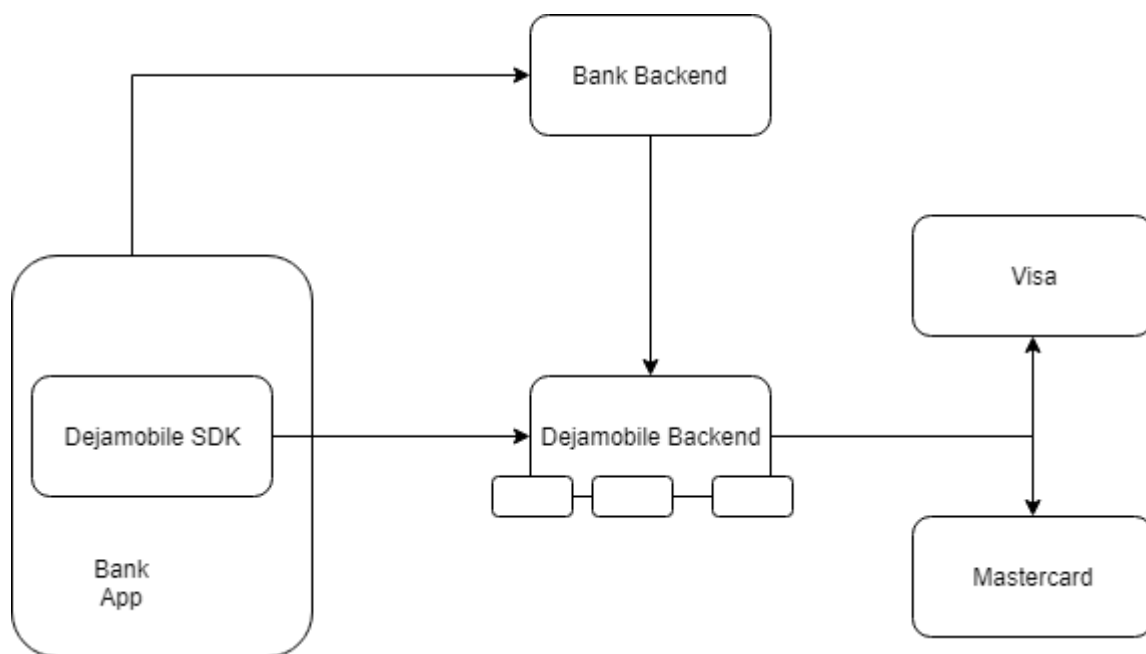 Bank Backend
Visa
Dejamobile SDK
Dejamobile Backend
Bank
App
Mastercard